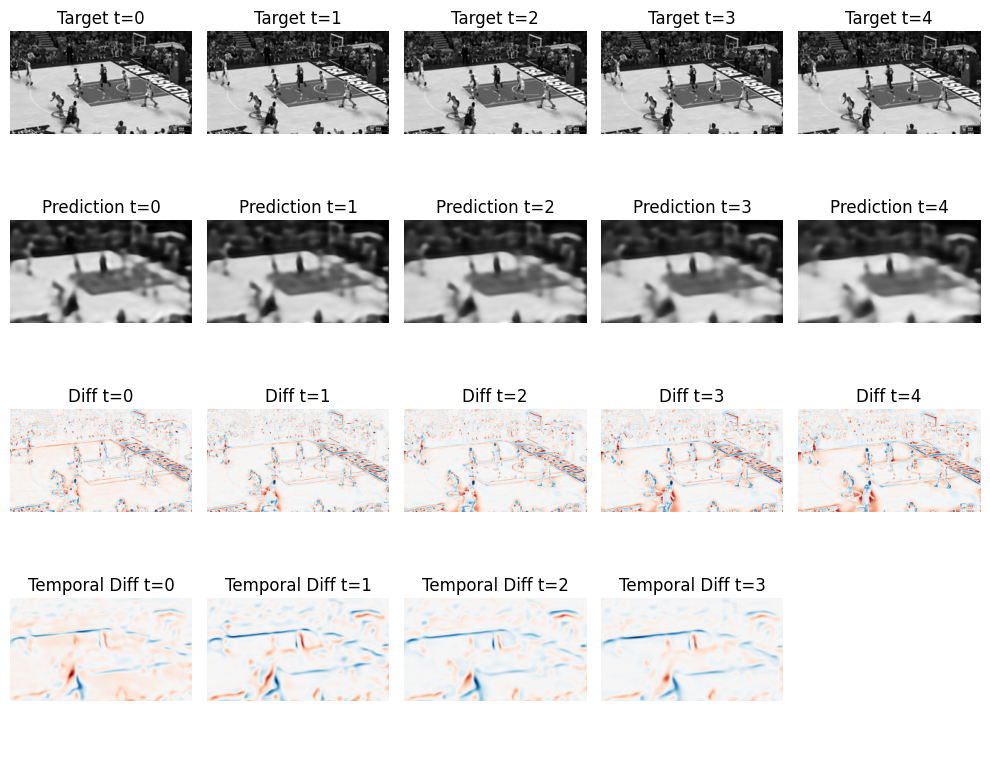 Target t=0
Target t=1
Target t=2
Target t=3
Target t=4
Prediction t=0
Prediction t=1
Prediction t=2
Prediction t=3
Prediction t=4
Diff t=0
Diff t=1
Diff t=2
Diff t=3
Diff t=4
Temporal Diff t=0
Temporal Diff t=1
Temporal Diff t=2
Temporal Diff t=3